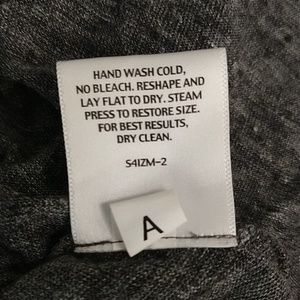 HAND WASH COLD,
NO BLEACH. RESHAPE AND
LAY FLAT TO DRY. STEAM
PRESS TO RESTORE SIZE.
FOR BEST RESULTS,
DRY CLEAN.
S41ZM-2
A